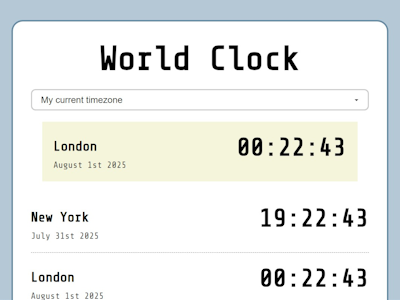 World Clock
My current timezone
London
00:22:43
August 1st 2025
New York
19:22:43
July 31st 2025
London
00:22:43
August 1st 2025